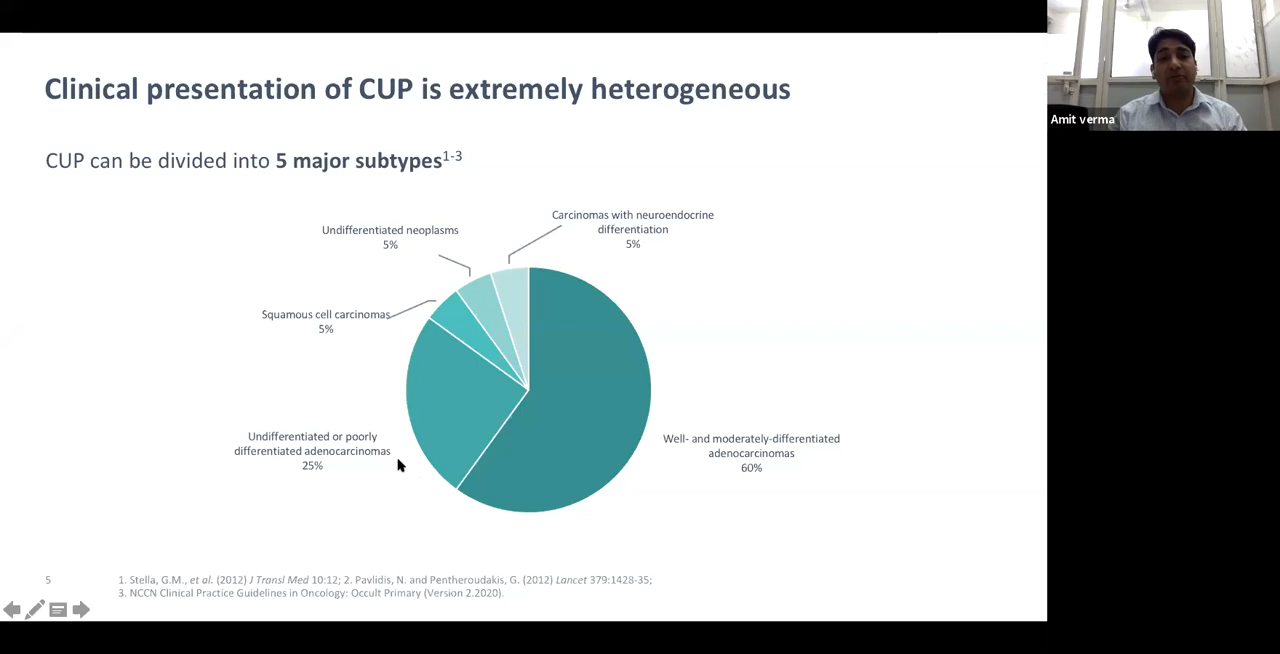 Clinical presentation of CUP is extremely heterogeneous
Amit verma
CUP can be divided into 5 major subtypes1-3
Carcinomas with neuroendocrine
differentiation
5%
Undifferentiated neoplasms
5%
Squamous cell carcinomas
5%
Undifferentiated or poorly
differentiated adenocarcinomas
25%
Well- and moderately-differentiated
adenocarcinomas
60%
5
1. Stella, G.M., et al. (2012) J Transl Med 10:12; 2. Pavlidis, N. and Pentheroudakis, G. (2012) Lancet 379:1428-35;
3. NCCN Clinical Practice Guidelines in Oncology: Occult Primary (Version 2.2020).